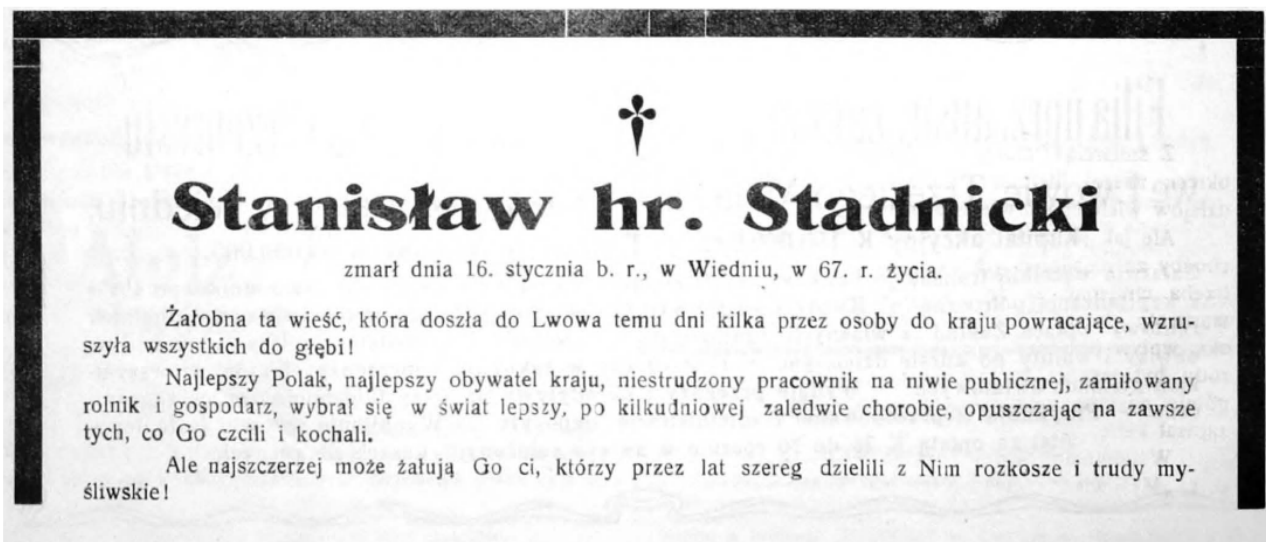 †
Stanisław hr. Stadnicki
zmarł dnia 16. stycznia b. r., w Wiedniu, w 67. r. życia.
Żałobna ta wieść, która doszła do Lwowa temu dni kilka przez osoby do kraju powracające, wzru-
szyła wszystkich do głębi!
Najlepszy Polak, najlepszy obywatel kraju, niestrudzony pracownik na niwie publicznej, zamiłowany
rolnik i gospodarz, wybrał się w świat lepszy, po kilkudniowej zaledwie chorobie, opuszczając na zawsze
tych, co Go czcili i kochali.
Ale najszczerzej może żałują Go ci, którzy przez lat szereg dzielili z Nim rozkosze i trudy my-
śliwskie!